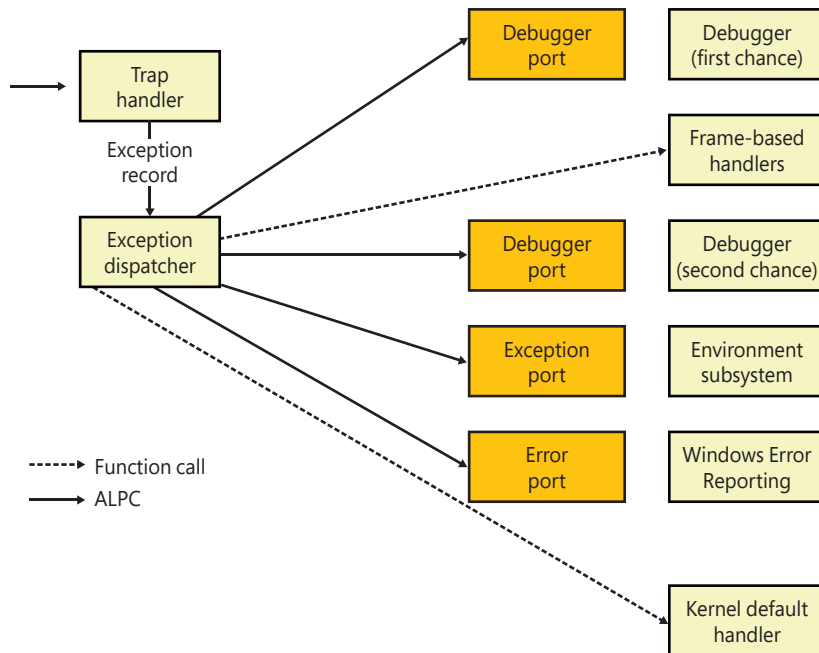 Trap
handler
Exception
record
Exception
dispatcher
Debugger
port
Debugger
(first chance)
Frame-based
handlers
Debugger
port
Debugger
(second chance)
Exception
port
Environment
subsystem
Error
port
Windows Error
Reporting
Kernel default
handler
Function call
ALPC